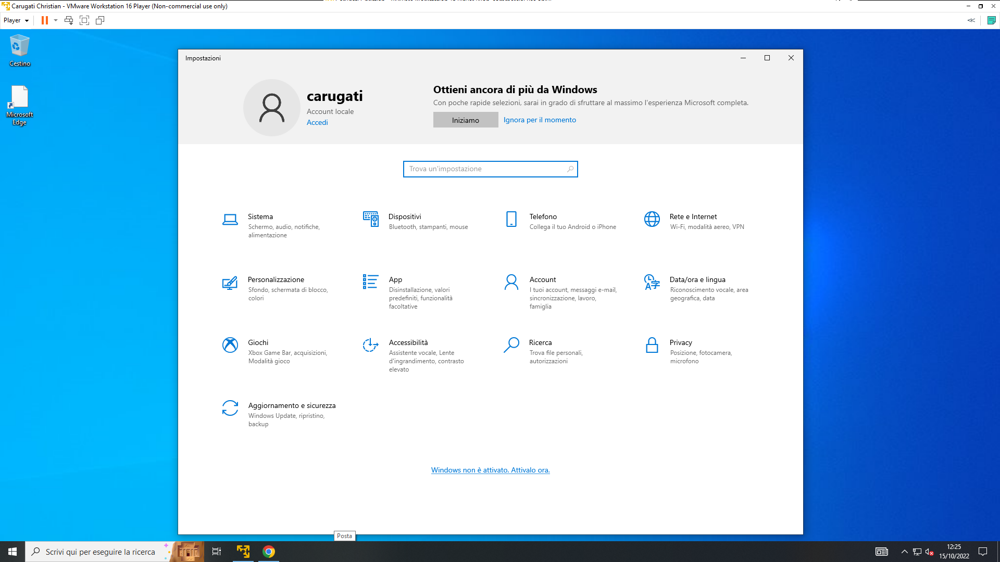 Carugati Christian - VMware Workstation 16 Player (Non-commercial use only)
Player
Cestino
Microsoft
Edge
Impostazioni
carugati
Account locale
Accedi
Ottieni ancora di più da Windows
Con poche rapide selezioni, sarai in grado di sfruttare al massimo l'esperienza Microsoft completa.
Iniziamo
Ignora per il momento
Trova un'impostazione
Sistema
Schermo, audio, notifiche,
alimentazione
Dispositivi
Bluetooth, stampanti, mouse
Telefono
Collega il tuo Android o iPhone
Rete e Internet
Wi-Fi, modalità aereo, VPN
Personalizzazione
Sfondo, schermata di blocco,
colori
App
Disinstallazione, valori
predefiniti, funzionalità
facoltative
Account
I tuoi account, messaggi e-mail,
sincronizzazione, lavoro,
famiglia
Data/ora e lingua
Riconoscimento vocale, area
geografica, data
Giochi
Xbox Game Bar, acquisizioni,
Modalità gioco
Accessibilità
Assistente vocale, Lente
d'ingrandimento, contrasto
elevato
Ricerca
Trova file personali,
autorizzazioni
Privacy
Posizione, fotocamera,
microfono
Aggiornamento e sicurezza
Windows Update, ripristino,
backup
Windows non è attivato. Attivalo ora.
Posta
Scrivi qui per eseguire la ricerca
12:25
15/10/2022